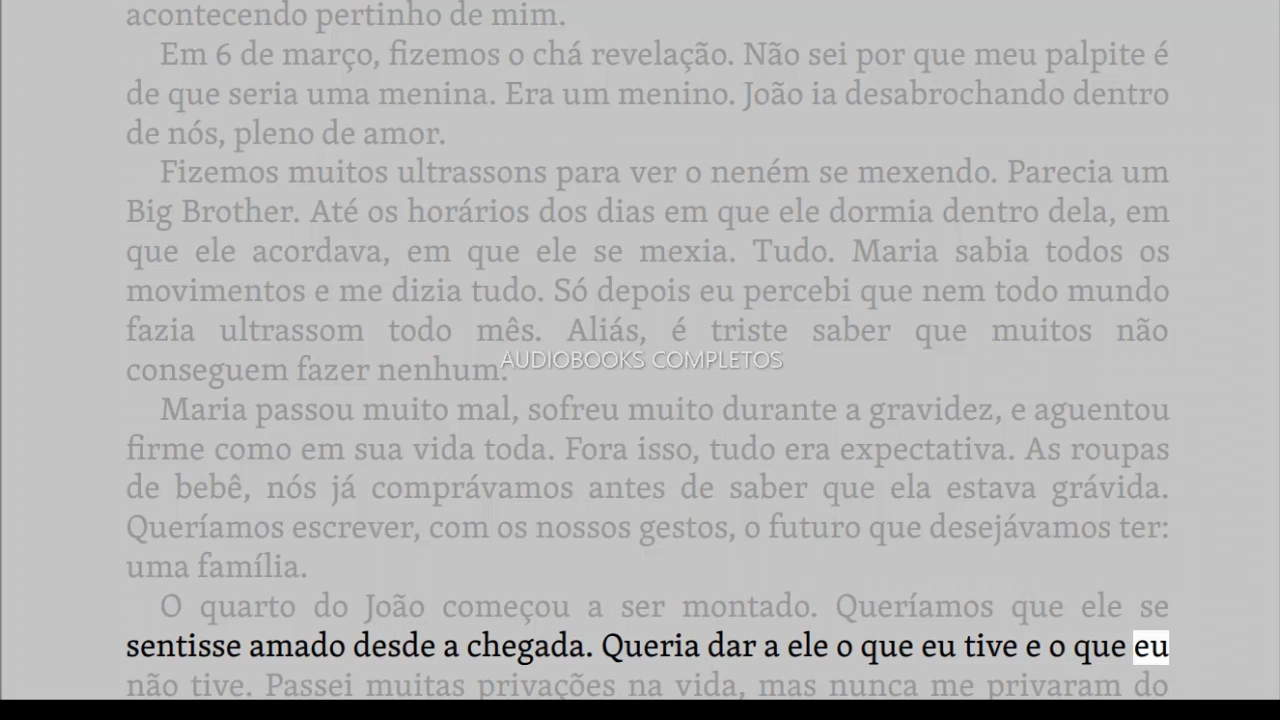 acontecendo pertinho de mim.
Em 6 de março, fizemos o chá revelação. Não sei por que meu palpite é
de que seria uma menina. Era um menino. João ia desabrochando dentro
de nós, pleno de amor.
Fizemos muitos ultrassons para ver o neném se mexendo. Parecia um
Big Brother. Até os horários dos dias em que ele dormia dentro dela, em
que ele acordava, em que ele se mexia. Tudo. Maria sabia todos os
movimentos e me dizia tudo. Só depois eu percebi que nem todo mundo
fazia ultrassom todo mês. Aliás, é triste saber que muitos não
AUDIOBOOKS COMPLETOS
conseguem fazer nenhum.
Maria passou muito mal, sofreu muito durante a gravidez, e aguentou
firme como em sua vida toda. Fora isso, tudo era expectativa. As roupas
de bebê, nós já comprávamos antes de saber que ela estava grávida.
Queríamos escrever, com os nossos gestos, o futuro que desejávamos ter:
uma família.
O quarto do João começou a ser montado. Queríamos que ele se
sentisse amado desde a chegada. Queria dar a ele o que eu tive e o que eu
não tive. Passei muitas privações na vida, mas nunca me privaram do